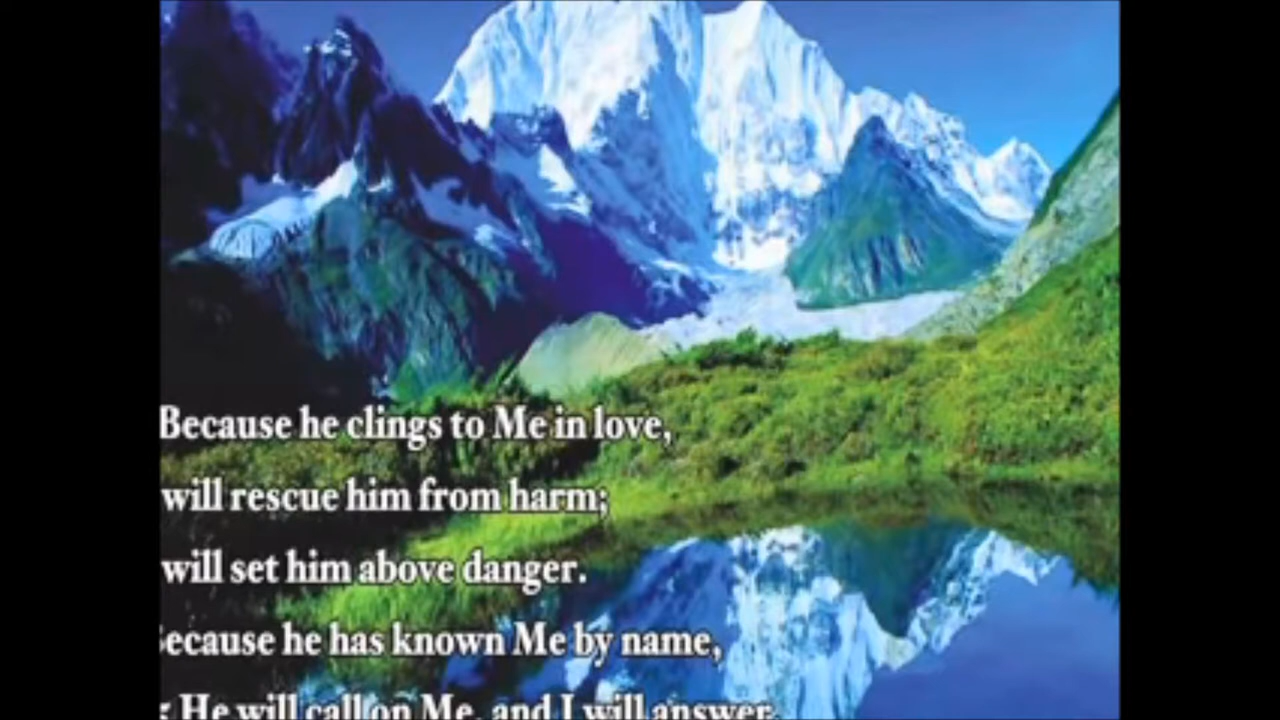 Because he clings to Me in love,
will rescue him from harm;
will set him above danger.
Because he has known Me by name,
He will call on Me, and I will answer